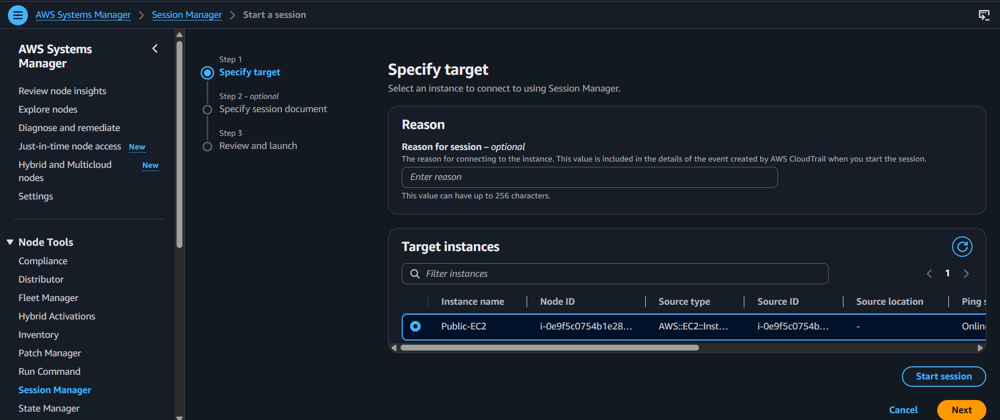 AWS Systems Manager > Session Manager > Start a session
AWS Systems
Manager
Review node insights
Explore nodes
Diagnose and remediate
Just-in-time node access New
Hybrid and Multicloud New
nodes
Settings
Node Tools
Compliance
Distributor
Fleet Manager
Hybrid Activations
Inventory
Patch Manager
Run Command
Session Manager
State Manager
Step 1
Specify target
Step 2 - optional
Specify session document
Step 3
Review and launch
Specify target
Select an instance to connect to using Session Manager.
Reason
Reason for session – optional
The reason for connecting to the instance. This value is included in the details of the event created by AWS CloudTrail when you start the session.
Enter reason
This value can have up to 256 characters.
Target instances
Filter instances
1
Instance name Node ID Source type Source ID Source location Ping
Public-EC2 i-0e9f5c0754b1e28... AWS::EC2::Inst... i-0e9f5c0754b... -
Start session
Cancel Next